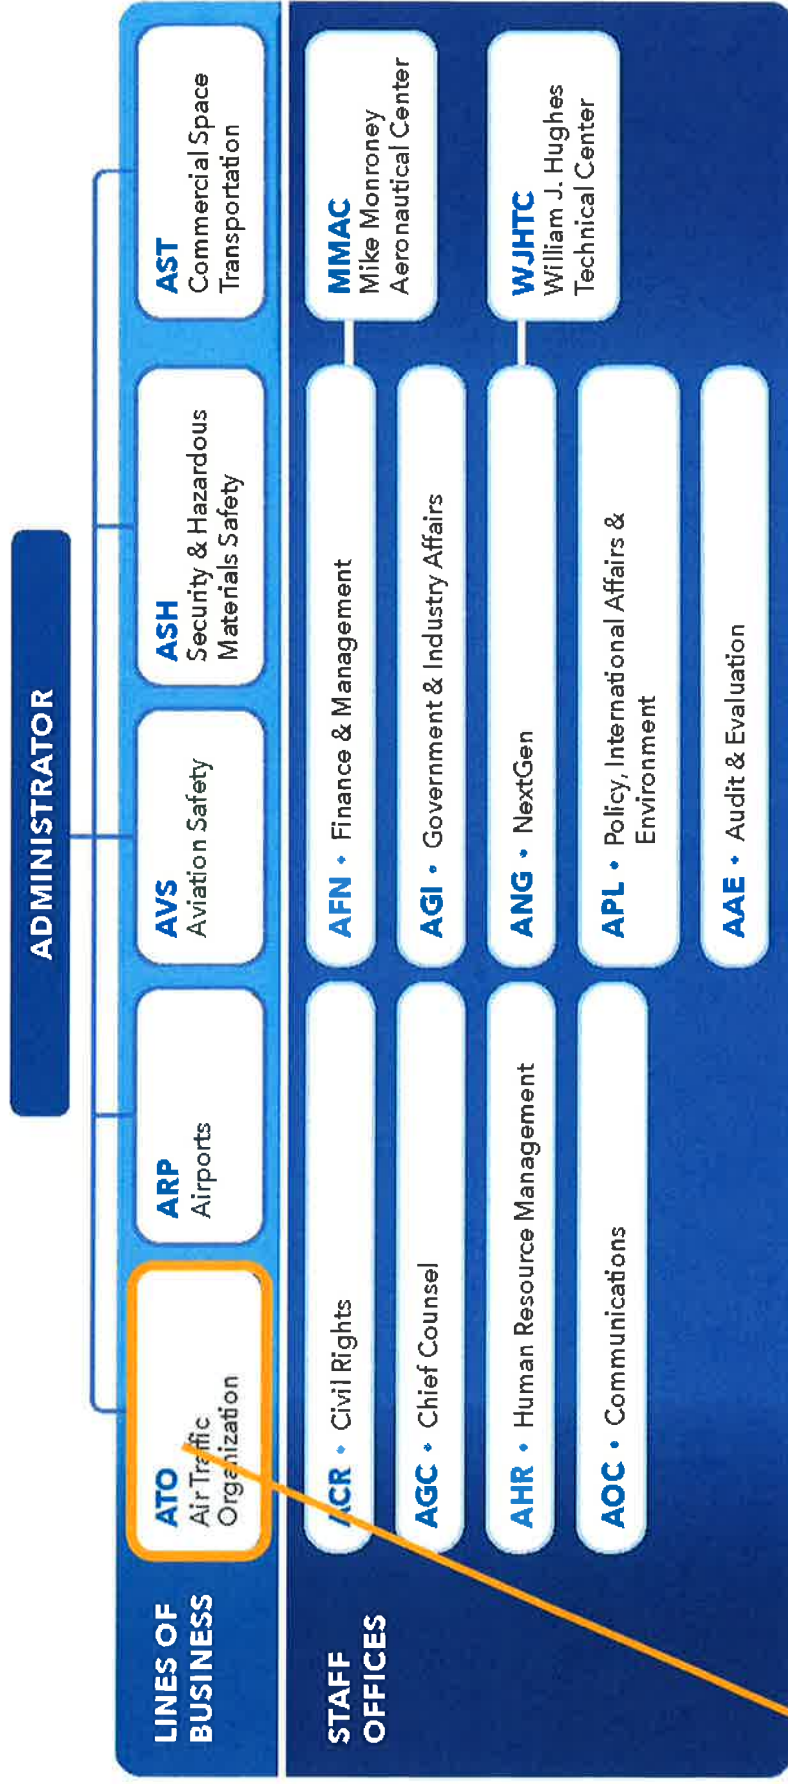 ADMINISTRATOR
LINES OF
BUSINESS
ATO
Air Traffic
Organization
ARP
Airports
AVS
Aviation Safety
ASH
Security & Hazardous
Materials Safety
AST
Commercial Space
Transportation
STAFF
OFFICES
ACR • Civil Rights
AGC • Chief Counsel
AHR • Human Resource Management
AOC • Communications
AFN • Finance & Management
AGI • Government & Industry Affairs
ANG • NextGen
APL • Policy, International Affairs &
Environment
AAE • Audit & Evaluation
MMAC
Mike Monroney
Aeronautical Center
WJHTC
William J. Hughes
Technical Center